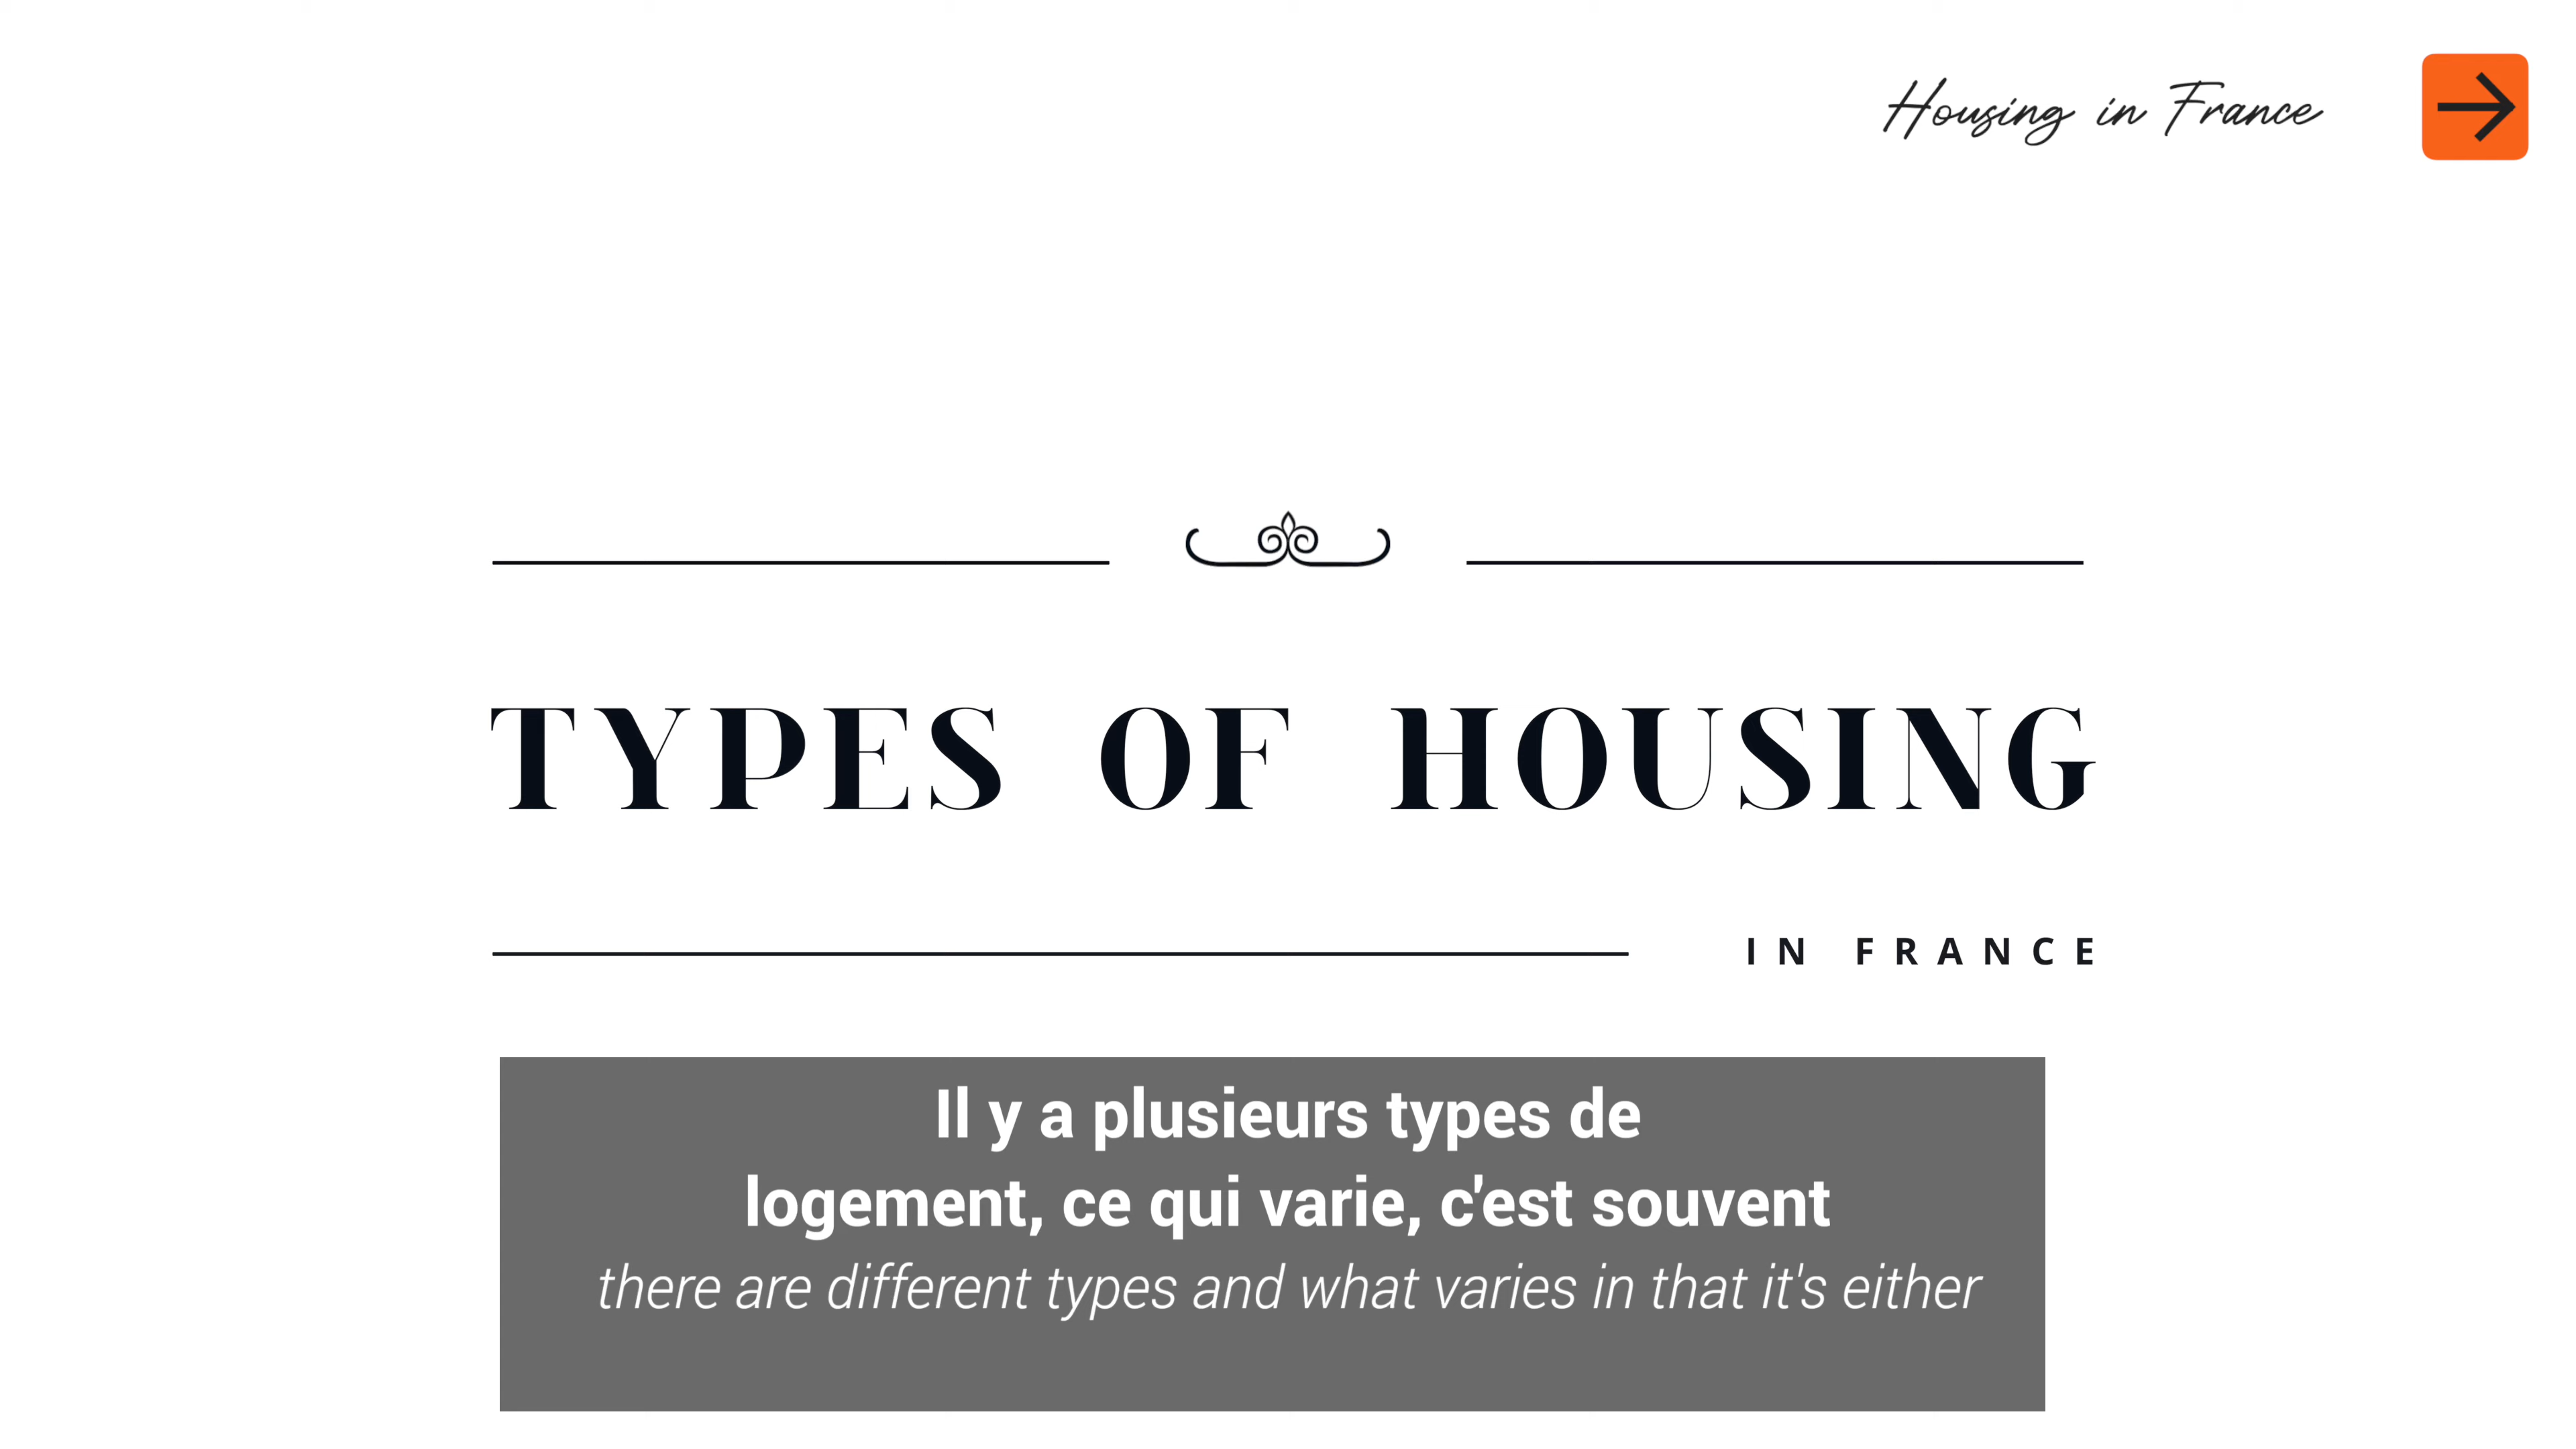 Housing in France
TYPES OF HOUSING
IN FRANCE
Il y a plusieurs types de
logement, ce qui varie, c'est souvent
there are different types and what varies in that it's either